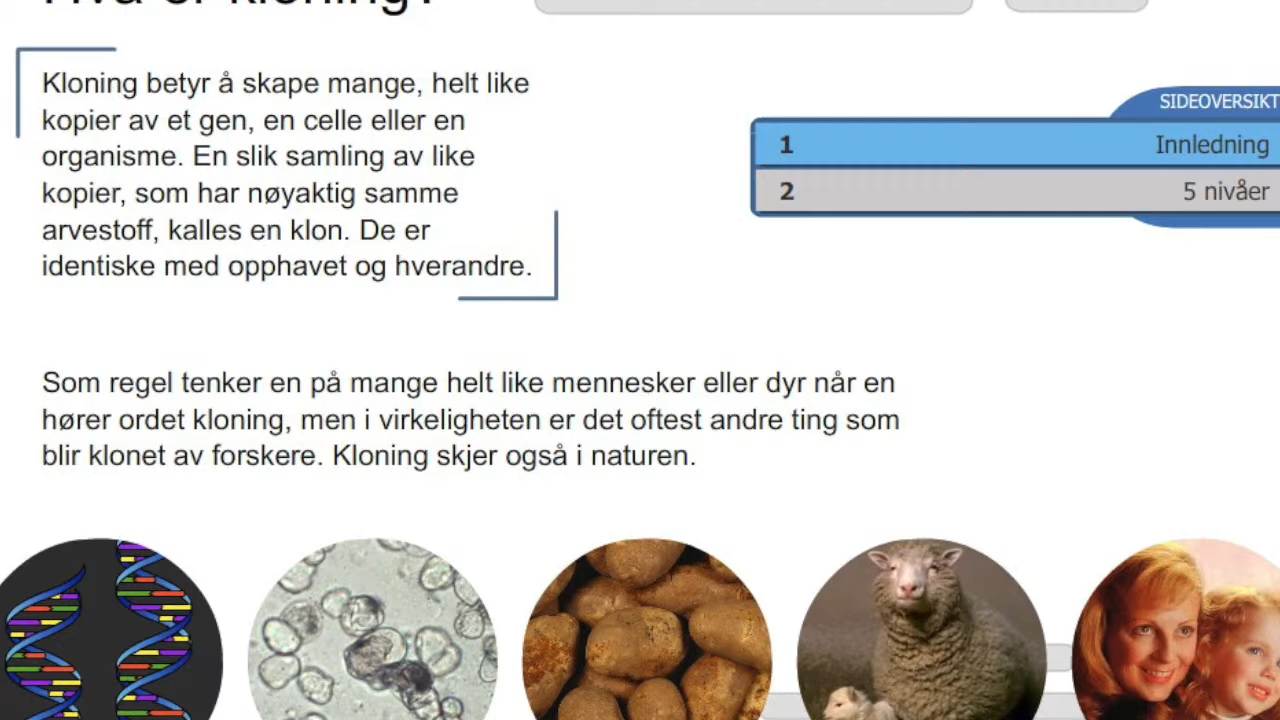 Hva er kloning?
Kloning betyr å skape mange, helt like
kopier av et gen, en celle eller en
organisme. En slik samling av like
kopier, som har nøyaktig samme
arvestoff, kalles en klon. De er
identiske med opphavet og hverandre.
SIDEOVERSIKT
1 Innledning
2 5 nivåer
Som regel tenker en på mange helt like mennesker eller dyr når en
hører ordet kloning, men i virkeligheten er det oftest andre ting som
blir klonet av forskere. Kloning skjer også i naturen.